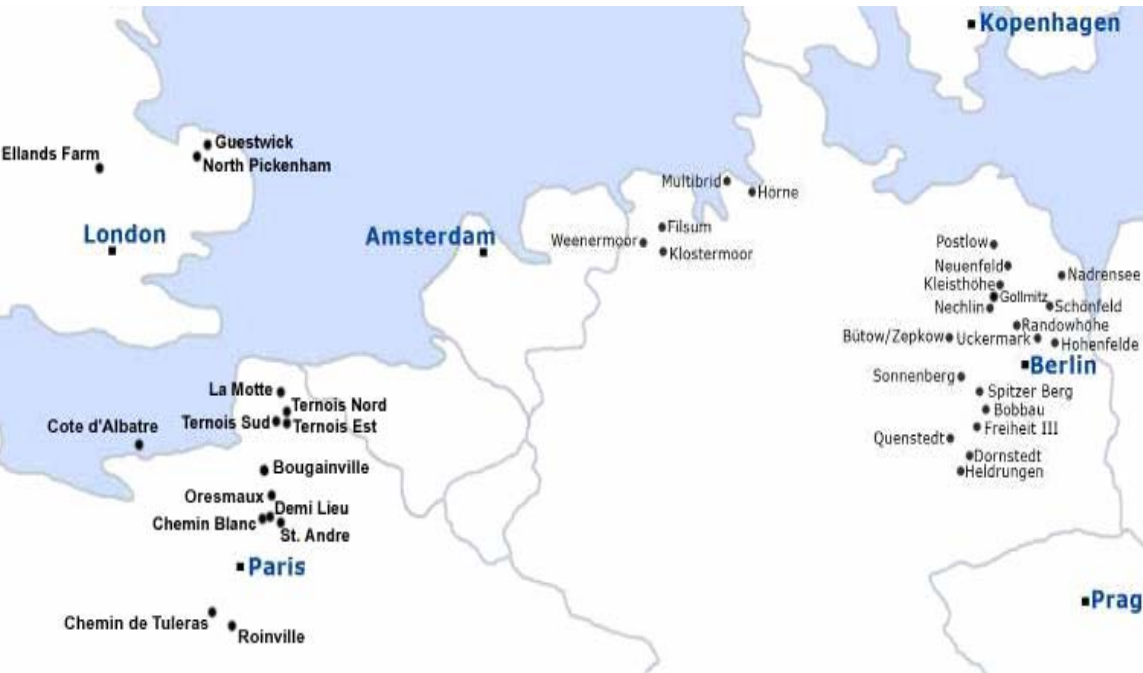 Kopenhagen
Guestwick
Ellands Farm
North Pickenham
Multibrid
Hörne
London
Amsterdam
Filsum
Weenermoor
Klostermoor
Postlow
Neuenfeld
Nadrensee
Kleisthöhe
Gollmitz
Nechlin
Schönfeld
Randowhöhe
Bütow/Zepkow
Uckermark
Hohenfelde
Berlin
Sonnenberg
La Motte
Spitzer Berg
Ternois Nord
Bobbau
Ternois Sud
Ternois Est
Cote d'Albatre
Freiheit III
Quenstedt
Dornstedt
Bougainville
Heldrungen
Oresmaux
Demi Lieu
Chemin Blanc
St. Andre
Paris
Prag
Chemin de Tuleras
Roinville